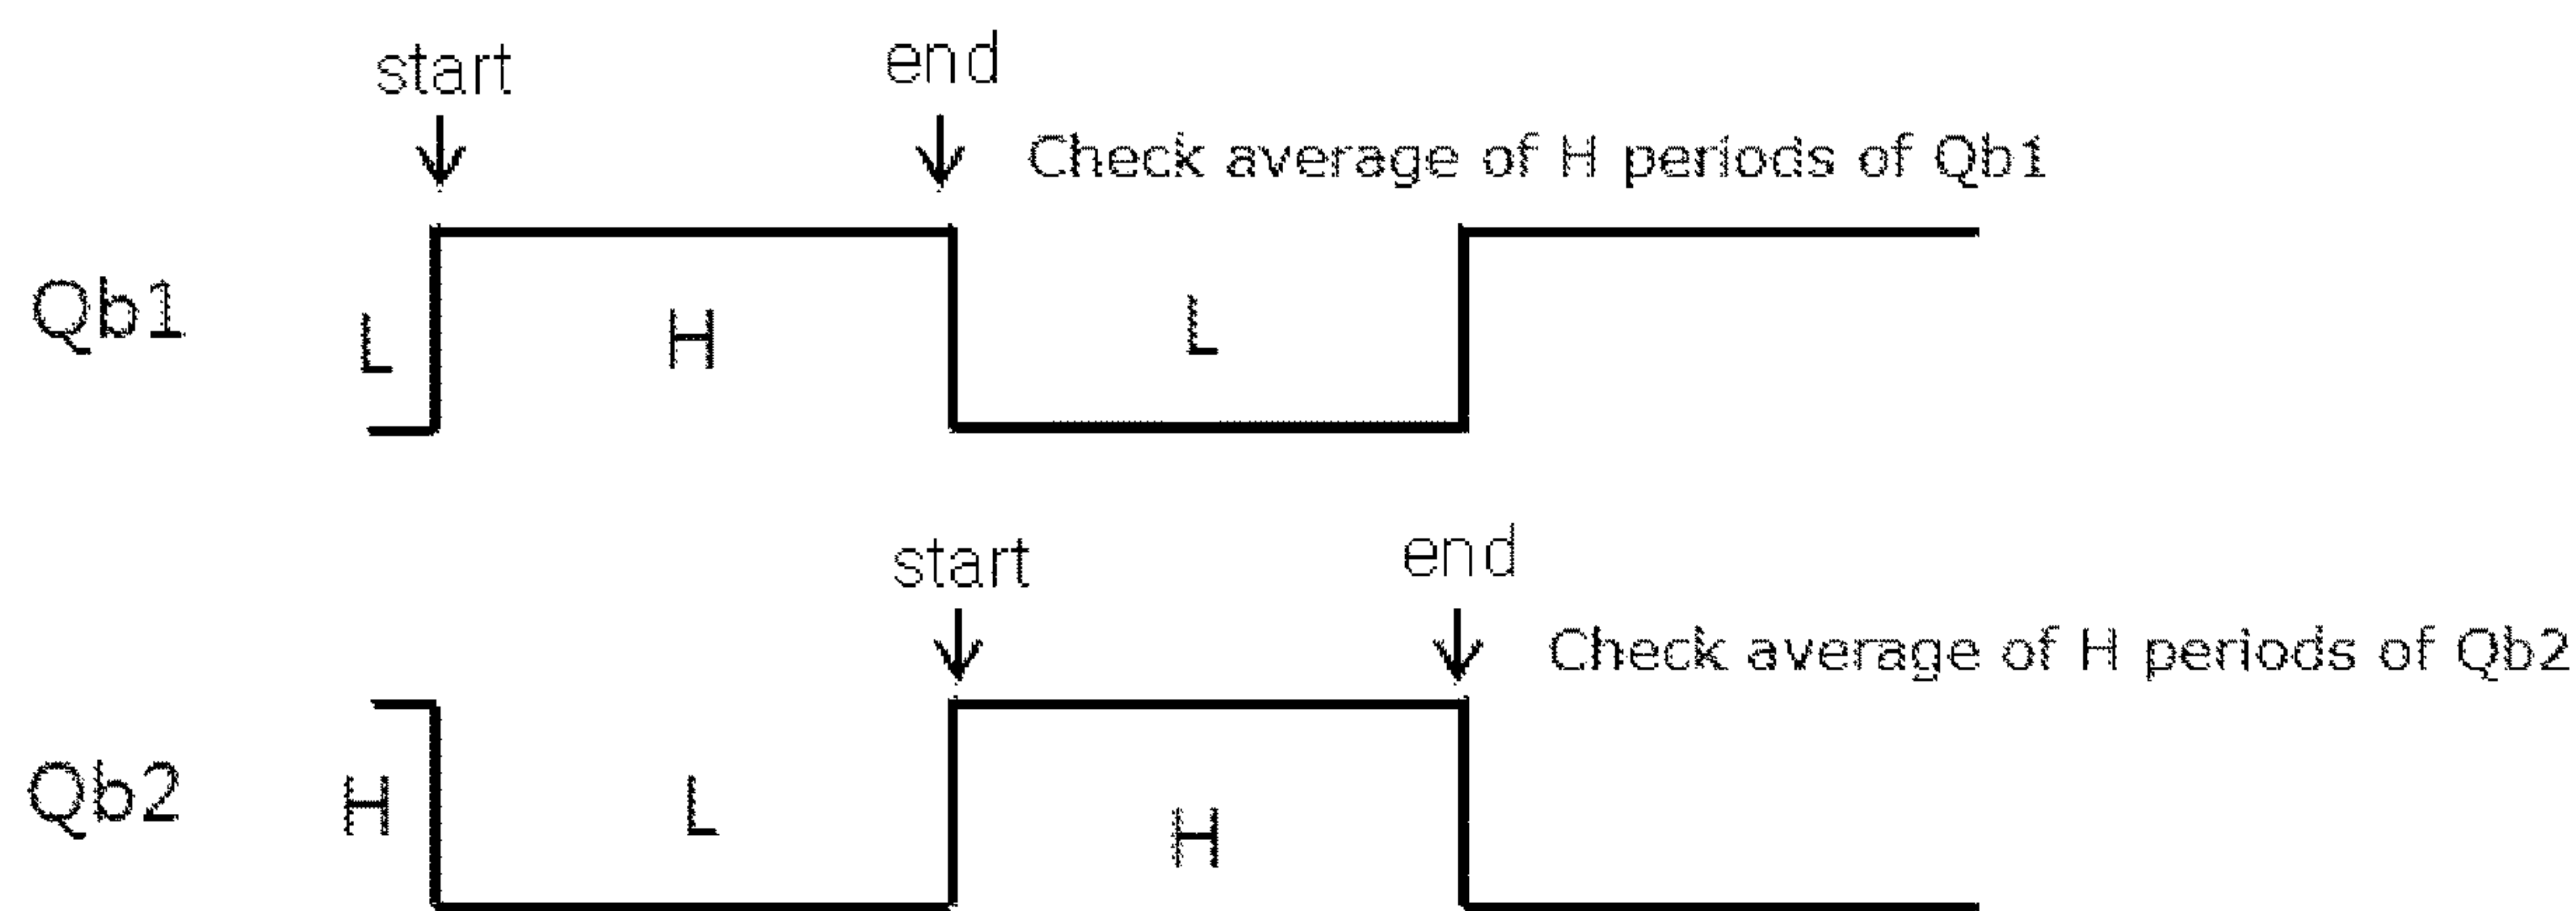 start end
Check average of H periods of Qb1
Qb1 L H L
start end
Check average of H periods of Qb2
Qb2 H L H